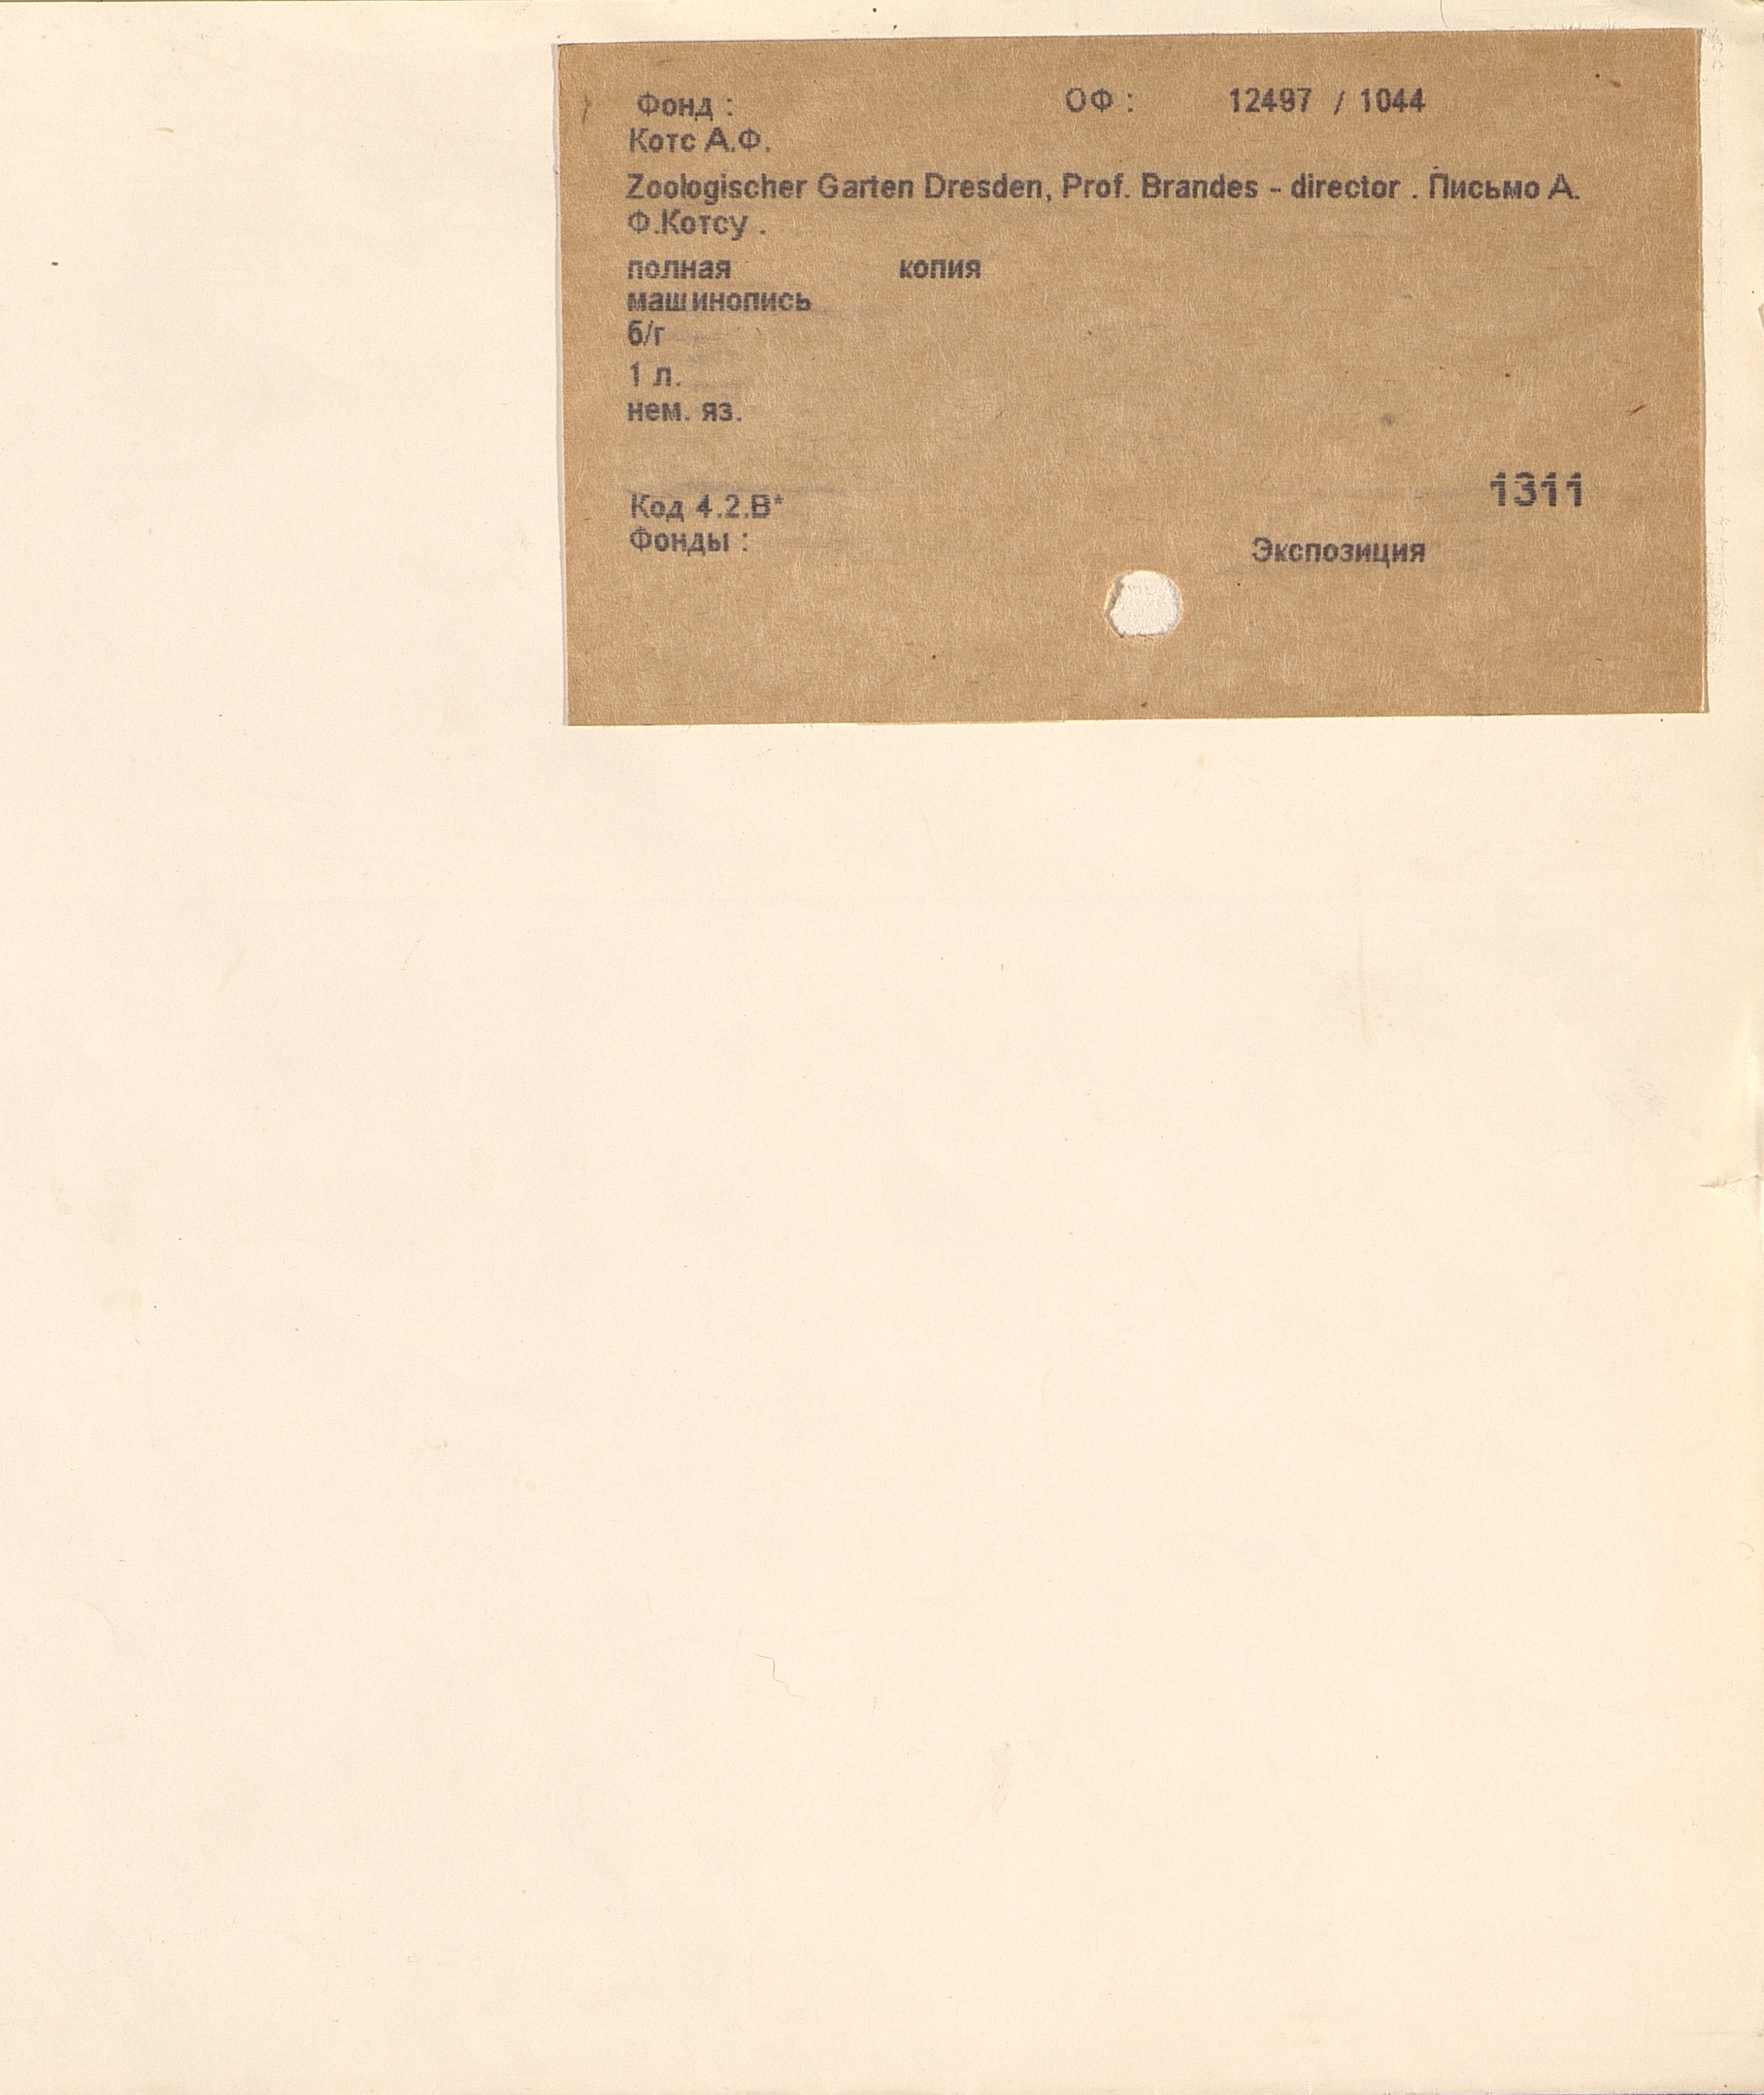 Фонд : ОФ : 12497 / 1044
Котс А.Ф.
Zoologischer Garten Dresden, Prof. Brandes - director . Письмо А.
Ф.Котсу .
полная копия
машинопись
б/г
1 л.
нем. яз.
1311
Код 4.2.В*
Фонды : Экспозиция